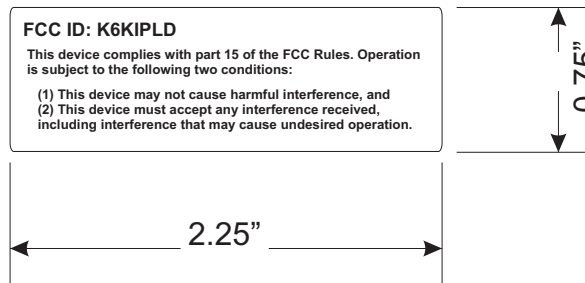 FCC ID: K6KIPLD
This device complies with part 15 of the FCC Rules. Operation
is subject to the following two conditions:
(1) This device may not cause harmful interference, and
(2) This device must accept any interference received,
including interference that may cause undesired operation.
0.75”
2.25”